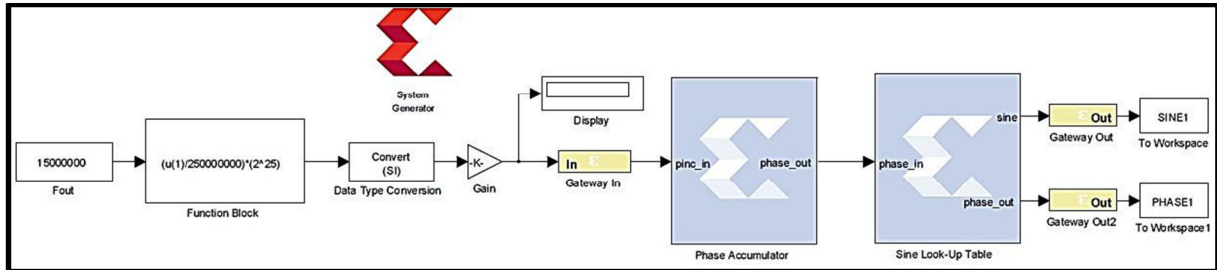 System
Generator
15000000
Fout
(u(1)/250000000)*(2^25)
Function Block
Convert
(SI)
Data Type Conversion
-K-
Gain
Display
In
Gateway In
pinc_in
phase_out
Phase Accumulator
phase_in
sine
phase_out
Sine Look-Up Table
Out
Gateway Out
SINE1
To Workspace
Out
Gateway Out2
PHASE1
To Workspace1